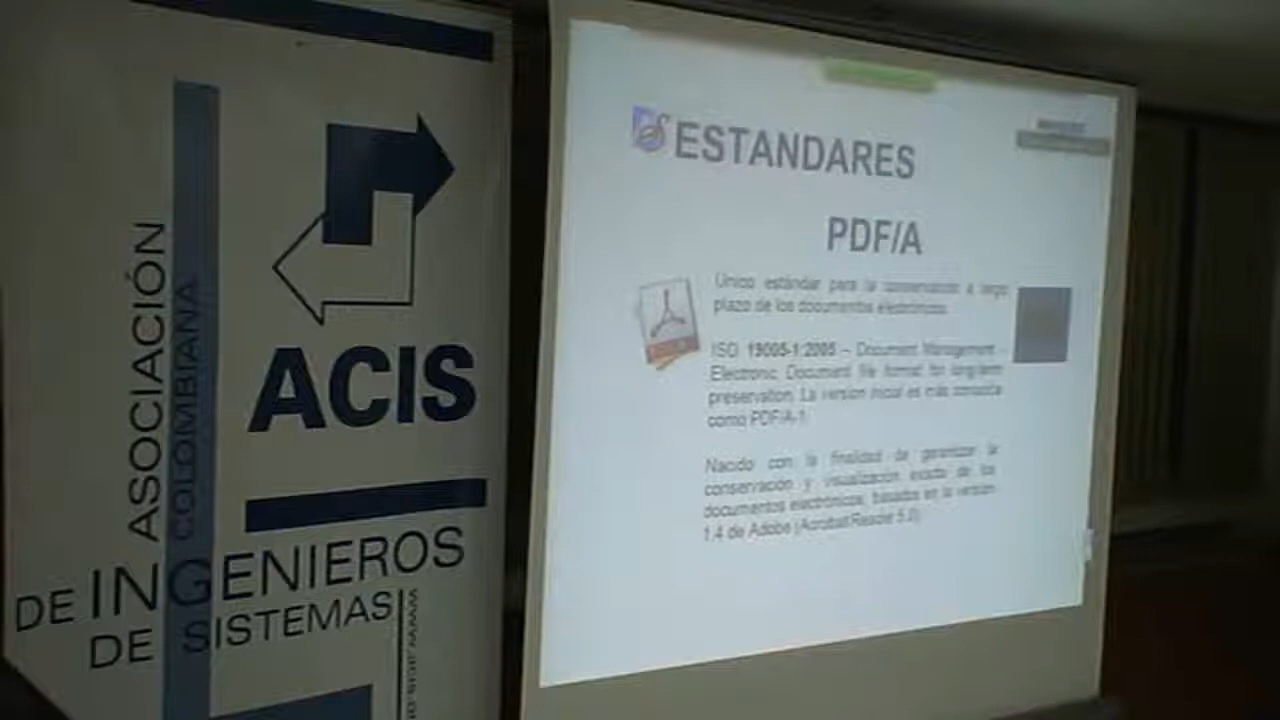 ASOCIACIÓN
COLOMBIANA
ACIS
DE INGENIEROS
DE SISTEMAS
ESTANDARES
PDF/A
Unico estándar para la conservación a largo
plazo de los documentos electrónicos.
ISO 19005-1:2005 – Document Management -
Electronic Document file format for long-term
preservation. La version inicial es más conocida
como PDF/A-1.
Nacido con la finalidad de garantizar la
conservación y visualización exacta de los
documentos electrónicos, basados en la versión
1.4 de Adobe (Acrobat Reader 5.0)